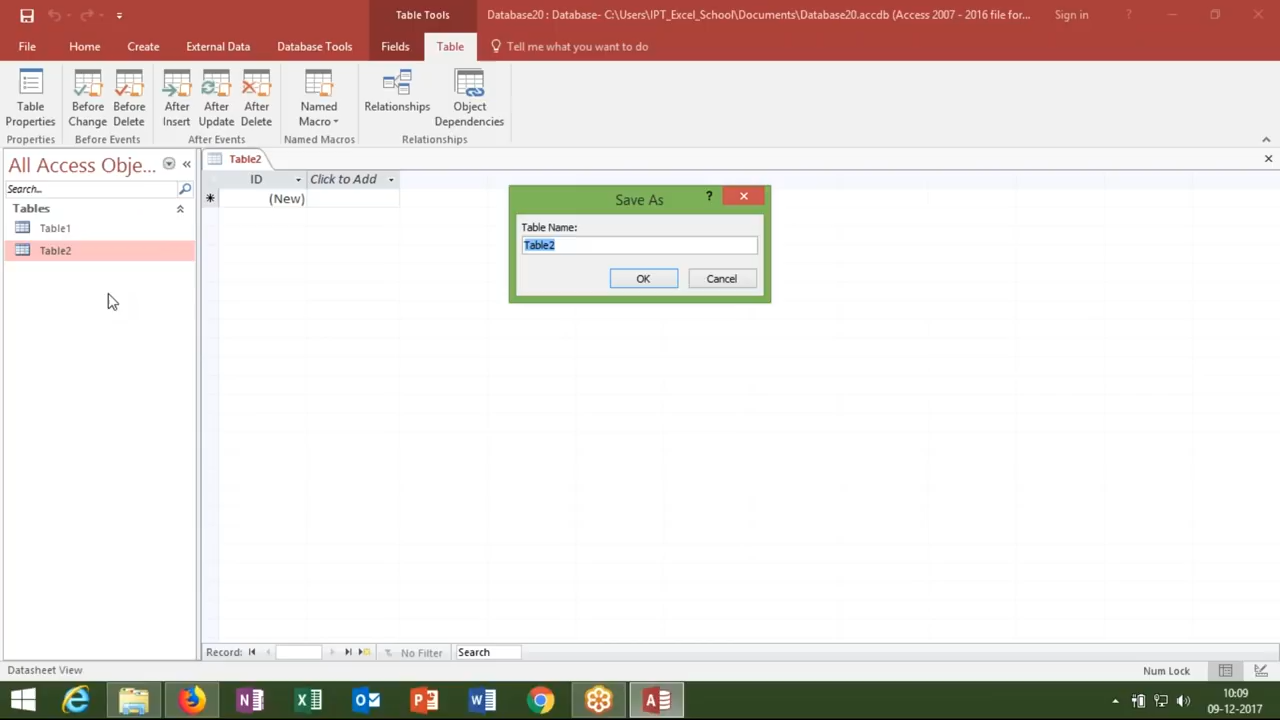 Table Tools
Database20 : Database- C:\Users\IPT_Excel_School\Documents\Database20.accdb (Access 2007 - 2016 file for...
Sign in
?
File
Home
Create
External Data
Database Tools
Fields
Table
Tell me what you want to do
Table
Properties
Before
Change
Before
Delete
After
Insert
After
Update
After
Delete
Named
Macro
Relationships
Object
Dependencies
Properties
Before Events
After Events
Named Macros
Relationships
All Access Obje...
Search...
Tables
Table1
Table2
Table2
ID
Click to Add
(New)
Save As
?
Table Name:
Table2
OK
Cancel
Record:
No Filter
Search
Datasheet View
Num Lock
10:09
09-12-2017